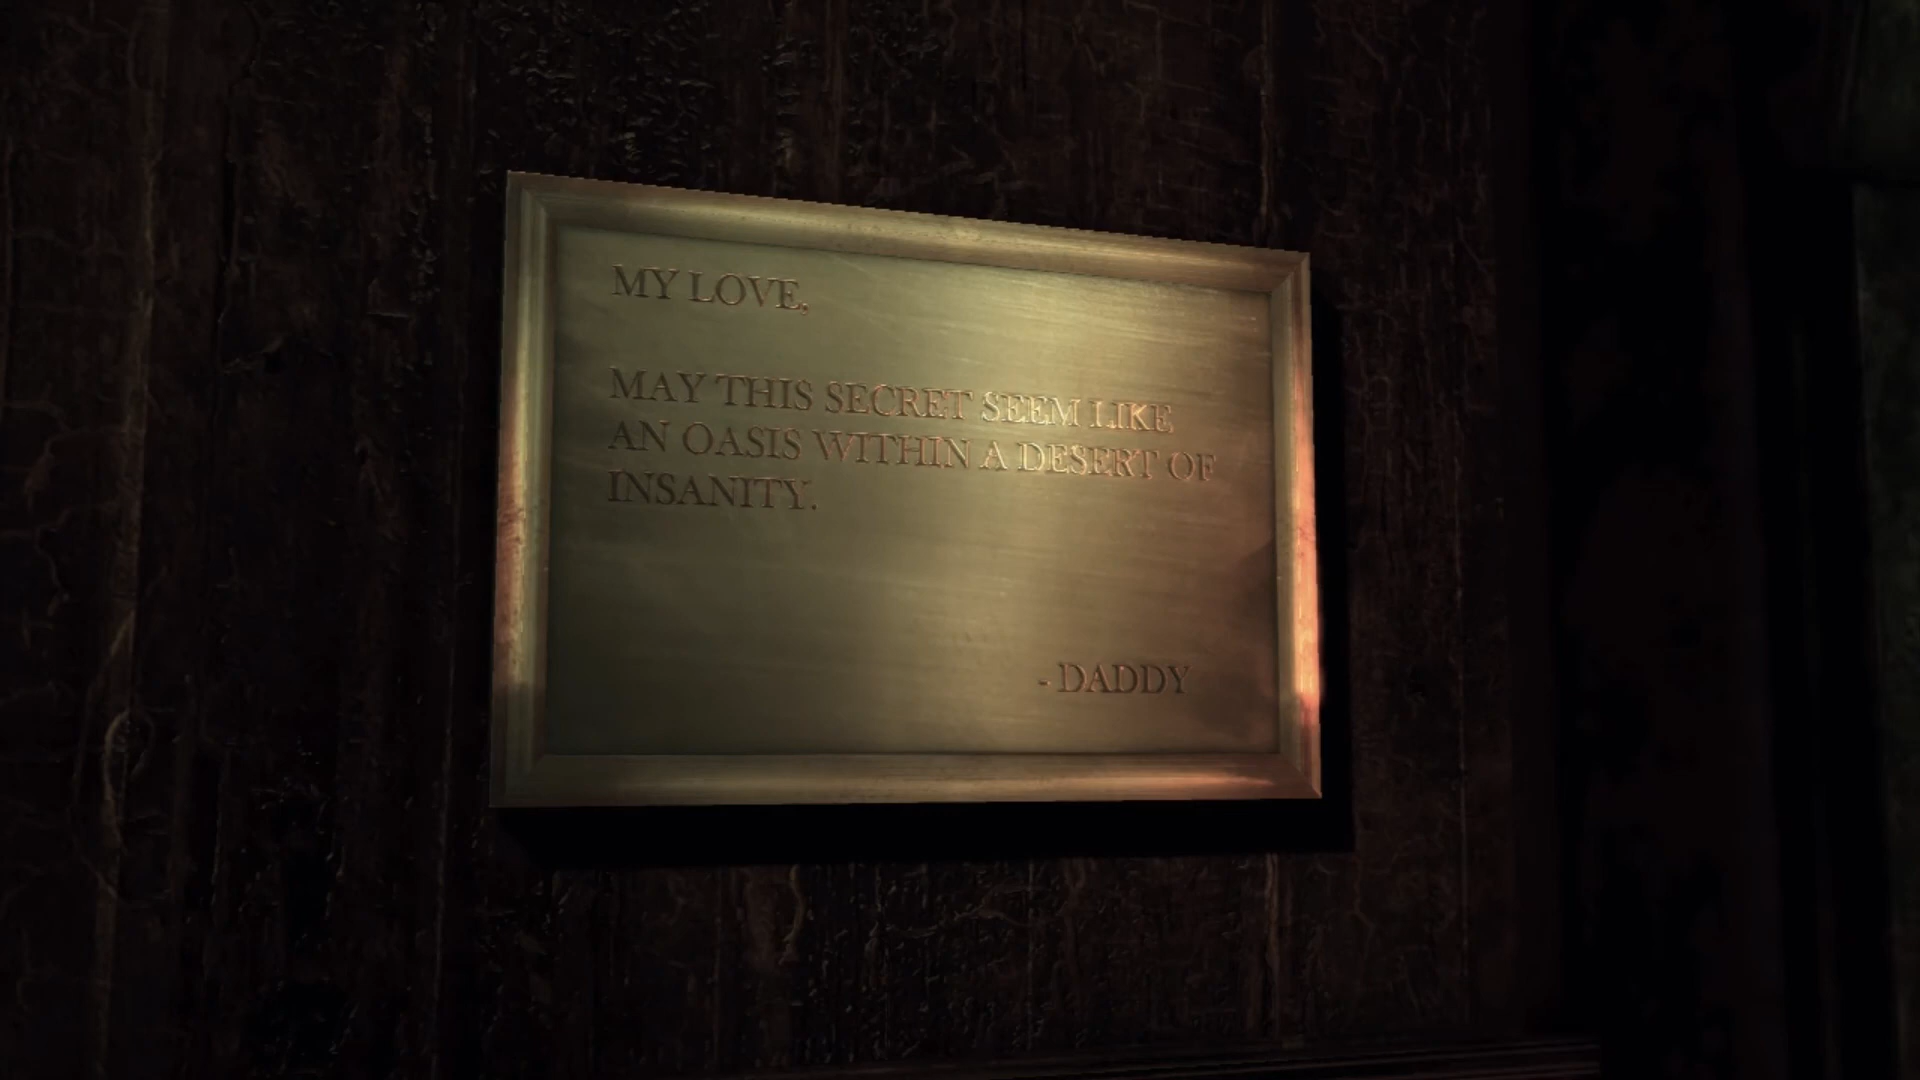 MY LOVE,
MAY THIS SECRET SEEM LIKE
AN OASIS WITHIN A DESERT OF
INSANITY.
- DADDY